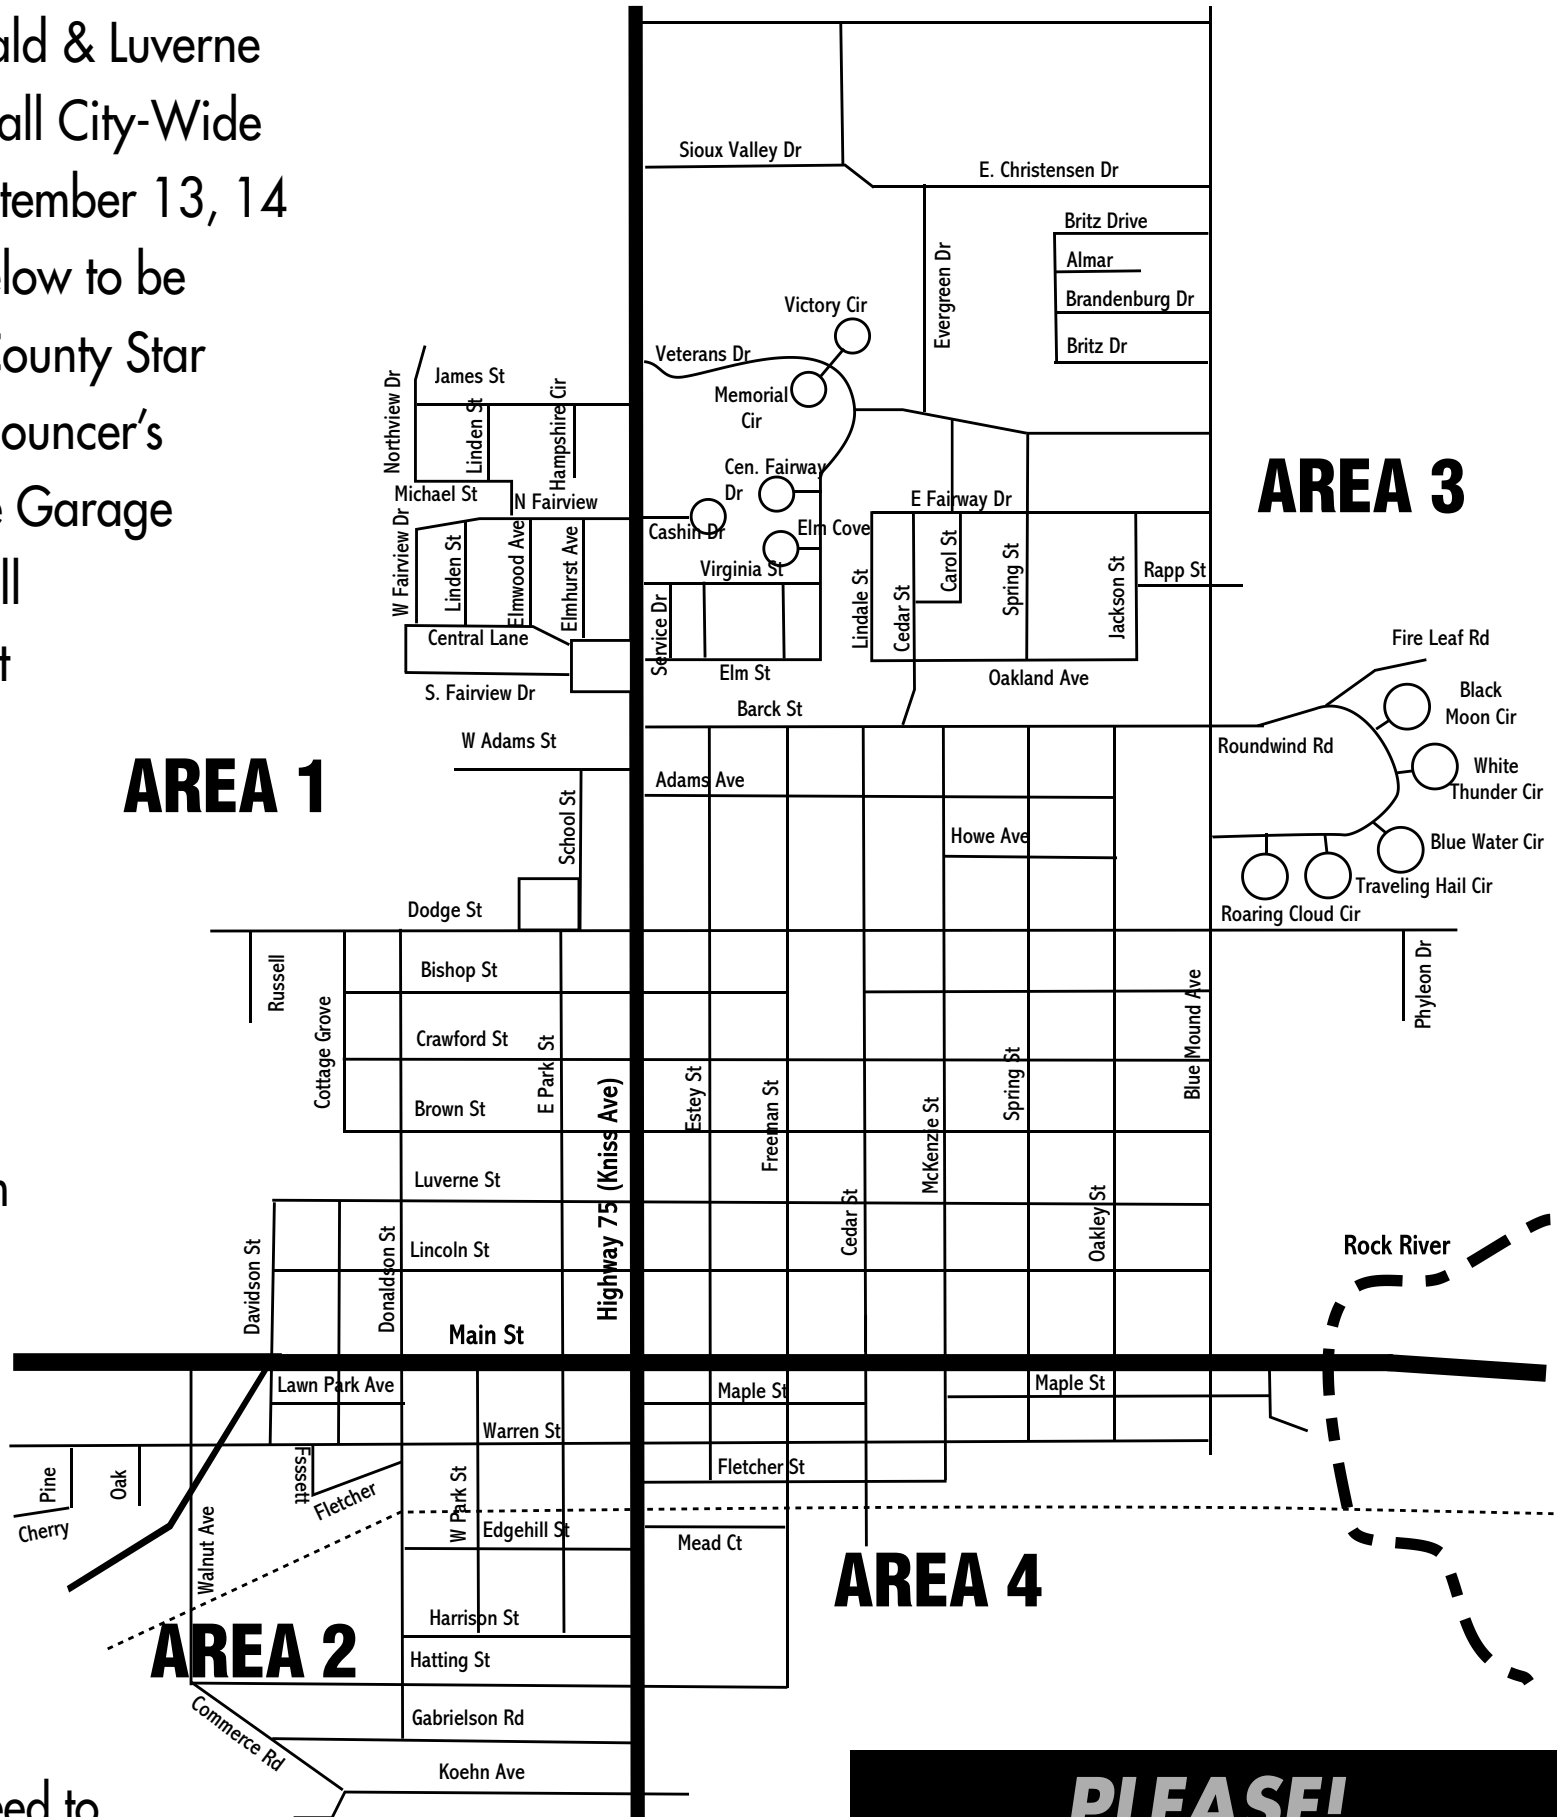 ald & Luverne
all City-Wide
tember 13, 14
elow to be
County Star
ouncer's
e Garage
ll
t
n
eed to
Sioux Valley Dr
E. Christensen Dr
Britz Drive
Almar
Brandenburg Dr
Britz Dr
Evergreen Dr
Victory Cir
Veterans Dr
Memorial
Cir
James St
Northview Dr
Linden St
Hampshire Cir
Michael St
N Fairview
Cen. Fairway
Dr
Cashin Dr
Elm Cove
E Fairway Dr
AREA 3
W Fairview Dr
Linden St
Elmwood Ave
Elmhurst Ave
Virginia St
Service Dr
Lindale St
Cedar St
Carol St
Spring St
Jackson St
Rapp St
Central Lane
S. Fairview Dr
Elm St
Oakland Ave
Barck St
Fire Leaf Rd
Black
Moon Cir
Roundwind Rd
White
Thunder Cir
Blue Water Cir
Traveling Hail Cir
Roaring Cloud Cir
W Adams St
AREA 1
Adams Ave
School St
Howe Ave
Dodge St
Russell
Bishop St
Cottage Grove
Crawford St
E Park St
Brown St
Highway 75 (Kniss Ave)
Estey St
Freeman St
McKenzie St
Spring St
Blue Mound Ave
Phyleon Dr
Luverne St
Cedar St
Oakley St
Davidson St
Donaldson St
Lincoln St
Rock River
Main St
Lawn Park Ave
Maple St
Maple St
Warren St
Fletcher St
Pine
Oak
Cherry
Fsssett
Fletcher
Walnut Ave
W Park St
Edgehill St
Mead Ct
AREA 4
Harrison St
AREA 2
Hatting St
Commerce Rd
Gabrielson Rd
Koehn Ave
PLEASE!